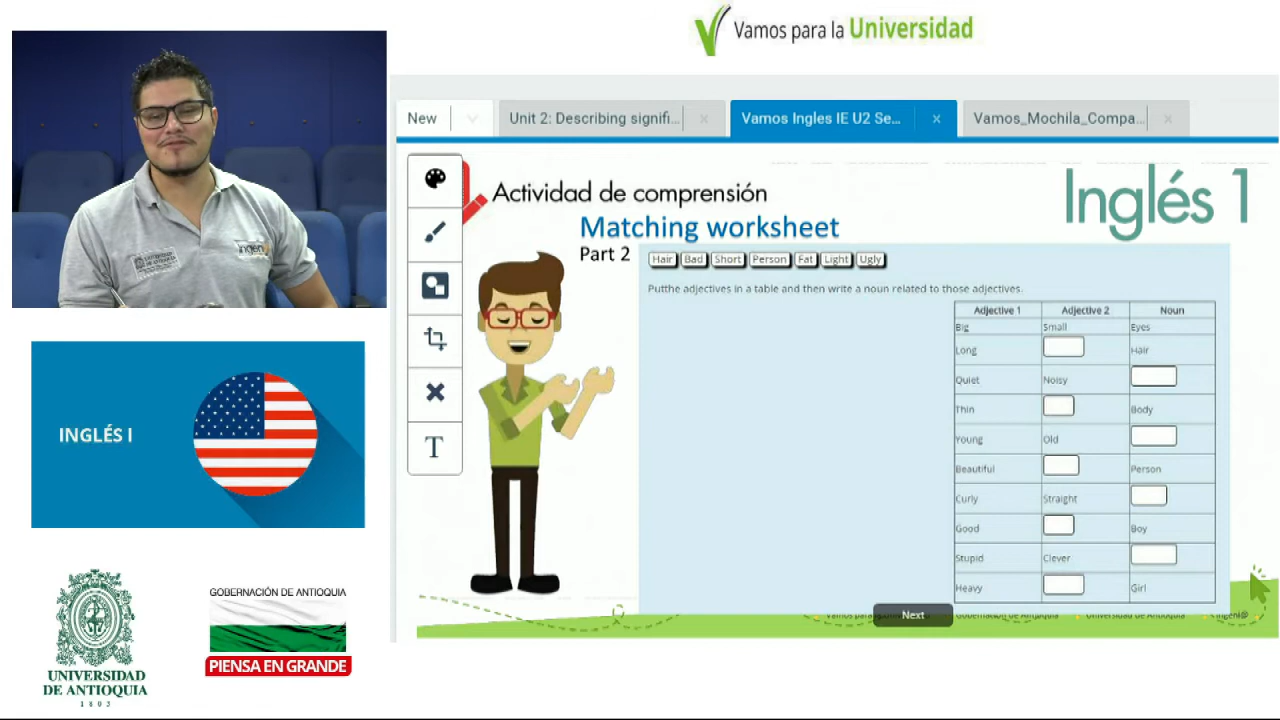 Vamos para la Universidad
New
Unit 2: Describing signifi...
Vamos Ingles IE U2 Se...
Vamos_Mochila_Compa...
Actividad de comprensión
Inglés 1
Matching worksheet
Part 2
Hair Bad Short Person Fat Light Ugly
Putthe adjectives in a table and then write a noun related to those adjectives.
Adjective 1 Adjective 2 Noun
Big Small Eyes
Long Hair
Quiet Noisy
Thin Body
Young Old
Beautiful Person
Curly Straight
Good Boy
Stupid Clever
Heavy Girl
Next
T
INGLÉS I
UNIVERSIDAD
DE ANTIOQUIA
1803
GOBERNACIÓN DE ANTIOQUIA
PIENSA EN GRANDE